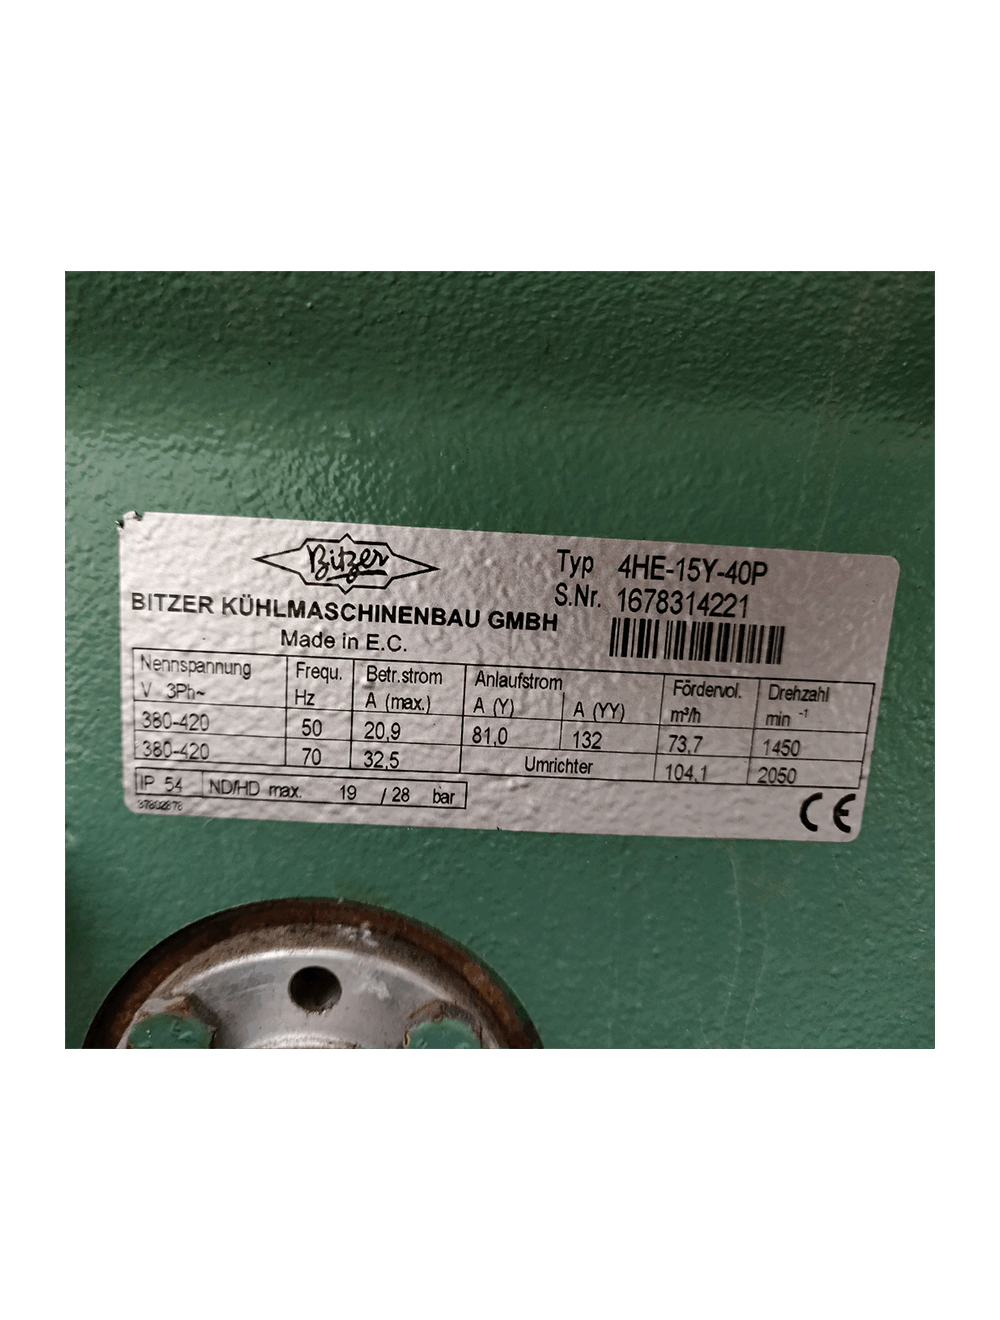 Bitzer
BITZER KÜHLMASCHINENBAU GMBH
Made in E.C.
Typ 4HE-15Y-40P
S.Nr. 1678314221
Nennspannung Frequ. Betr.strom Anlaufstrom Fördervol. Drehzahl
V 3Ph~ Hz A (max.) A (Y) A (YY) m³/h min -1
380-420 50 20,9 81,0 132 73,7 1450
380-420 70 32,5 Umrichter 104,1 2050
IP 54 ND/HD max. 19 / 28 bar
37802878
CE